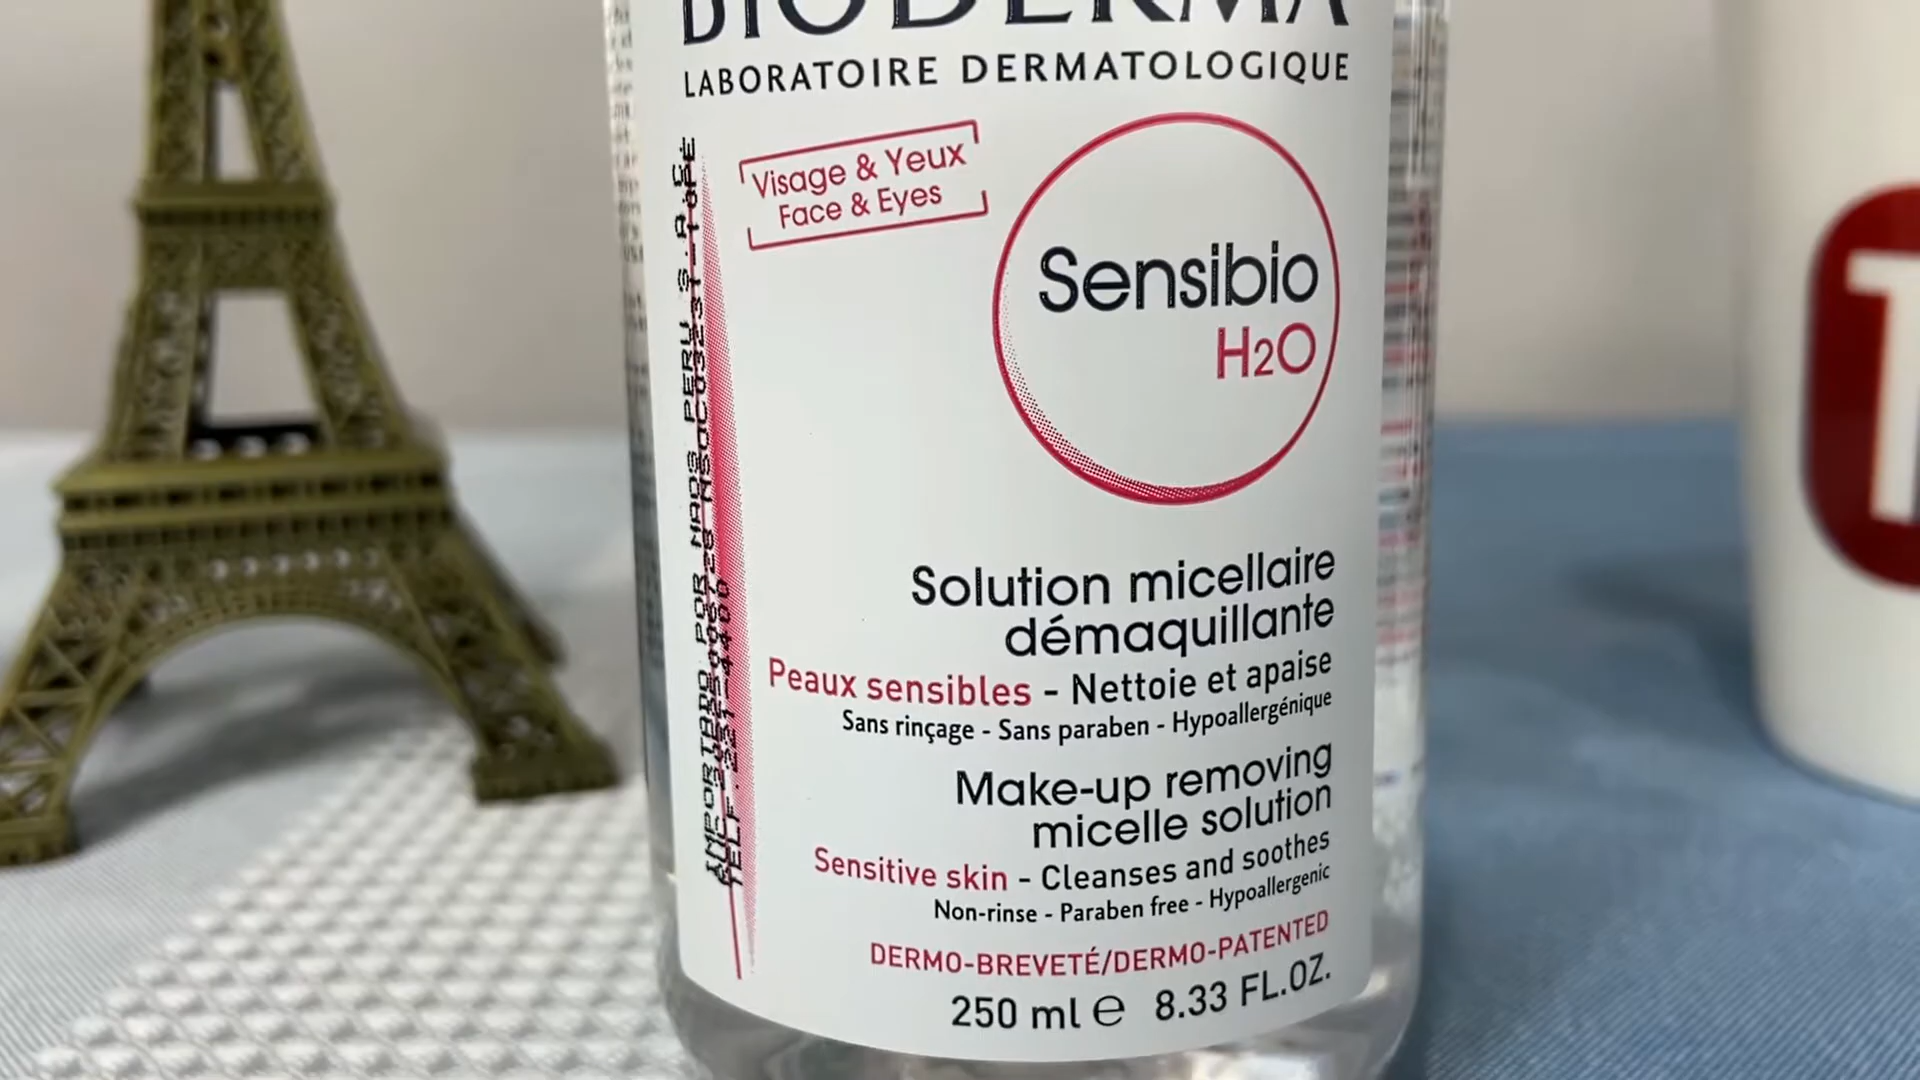 BIODERMA
LABORATOIRE DERMATOLOGIQUE
Visage & Yeux
Face & Eyes
Sensibio
H2O
Solution micellaire
démaquillante
Peaux sensibles - Nettoie et apaise
Sans rinçage - Sans paraben - Hypoallergénique
Make-up removing
micelle solution
Sensitive skin - Cleanses and soothes
Non-rinse - Paraben free - Hypoallergenic
DERMO-BREVETÉ/DERMO-PATENTED
250 ml e 8.33 FL.OZ.
IMPORTADO POR NAOS PERU S.A.C